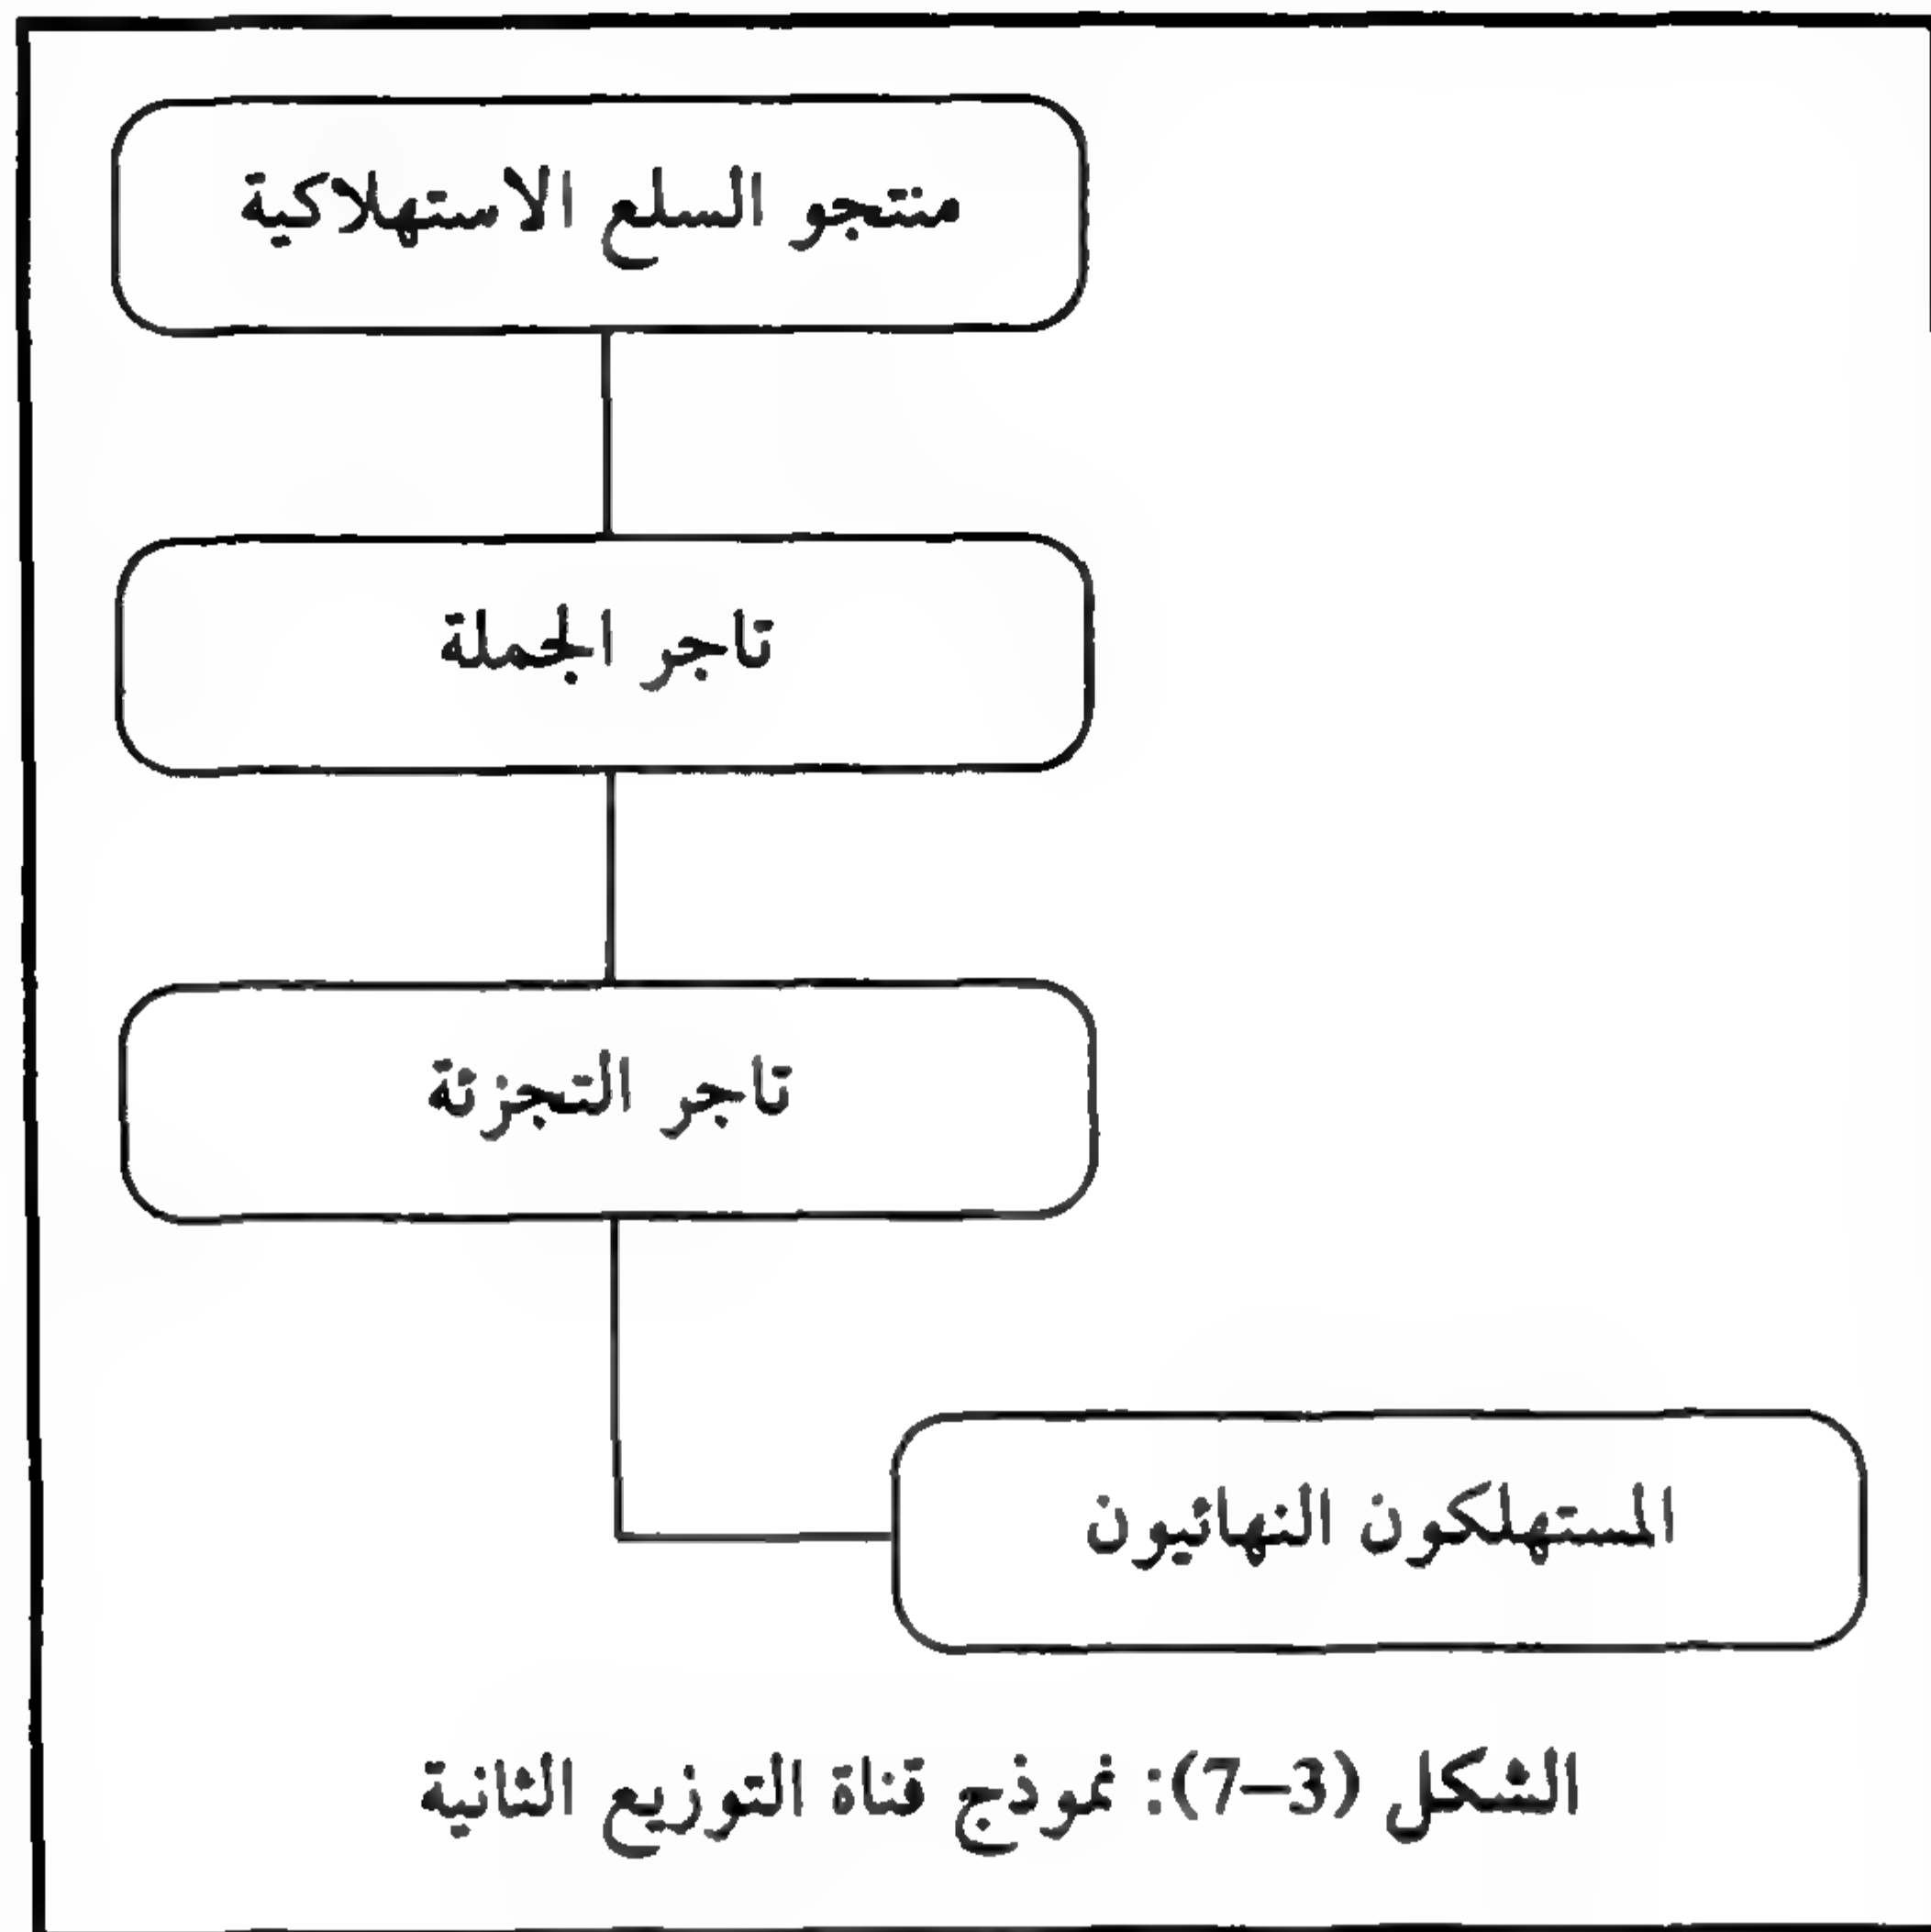 منتجو السلع الاستهلاكية
تاجر الجملة
تاجر التجزئة
المستهلكون النهائيون
الشكل (3–7): نموذج قناة التوزيع الثانية